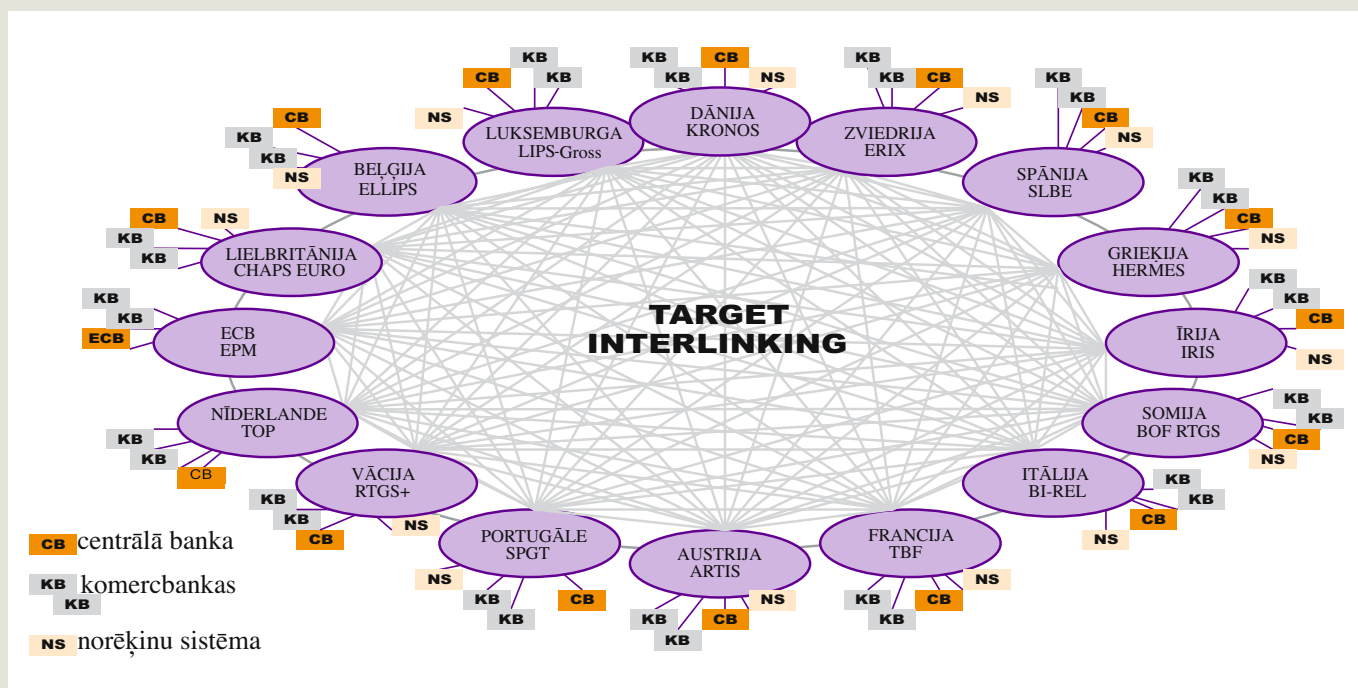 KB
KB
CB
NS
LUKSEMBURGA
LIPS-Gross
KB
KB
CB
NS
DĀNIJA
KRONOS
KB
KB
CB
NS
ZVIEDRIJA
ERIX
KB
KB
CB
NS
SPĀNIJA
SLBE
CB
KB
KB
NS
BEĻĢIJA
ELLIPS
KB
KB
CB
NS
GRIEĶIJA
HERMES
CB
NS
KB
KB
LIELBRITĀNIJA
CHAPS EURO
KB
KB
CB
NS
ĪRIJA
IRIS
KB
KB
ECB
ECB
EPM
TARGET
INTERLINKING
NĪDERLANDE
TOP
KB
KB
CB
SOMIJA
BOF RTGS
KB
KB
CB
NS
VĀCIJA
RTGS+
KB
KB
CB
NS
ITĀLIJA
BI-REL
KB
KB
CB
NS
PORTUGĀLE
SPGT
NS
KB
KB
CB
AUSTRIJA
ARTIS
NS
KB
CB
KB
FRANCIJA
TBF
NS
KB
CB
KB
CB centrālā banka
KB komercbankas
KB
NS norēķinu sistēma